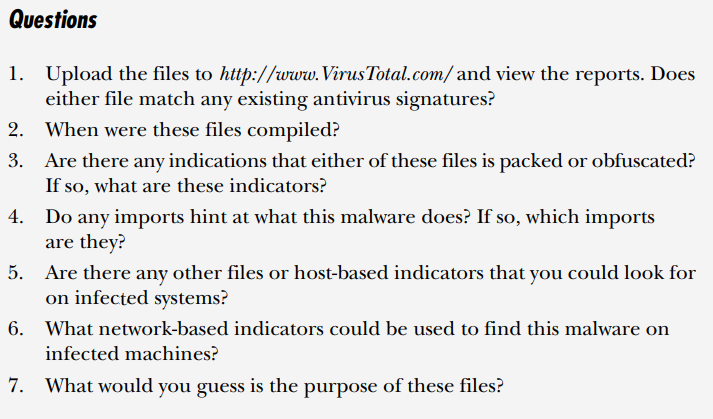 Questions
1. Upload the files to http://www.VirusTotal.com/ and view the reports. Does
either file match any existing antivirus signatures?
2. When were these files compiled?
3. Are there any indications that either of these files is packed or obfuscated?
If so, what are these indicators?
4. Do any imports hint at what this malware does? If so, which imports
are they?
5. Are there any other files or host-based indicators that you could look for
on infected systems?
6. What network-based indicators could be used to find this malware on
infected machines?
7. What would you guess is the purpose of these files?